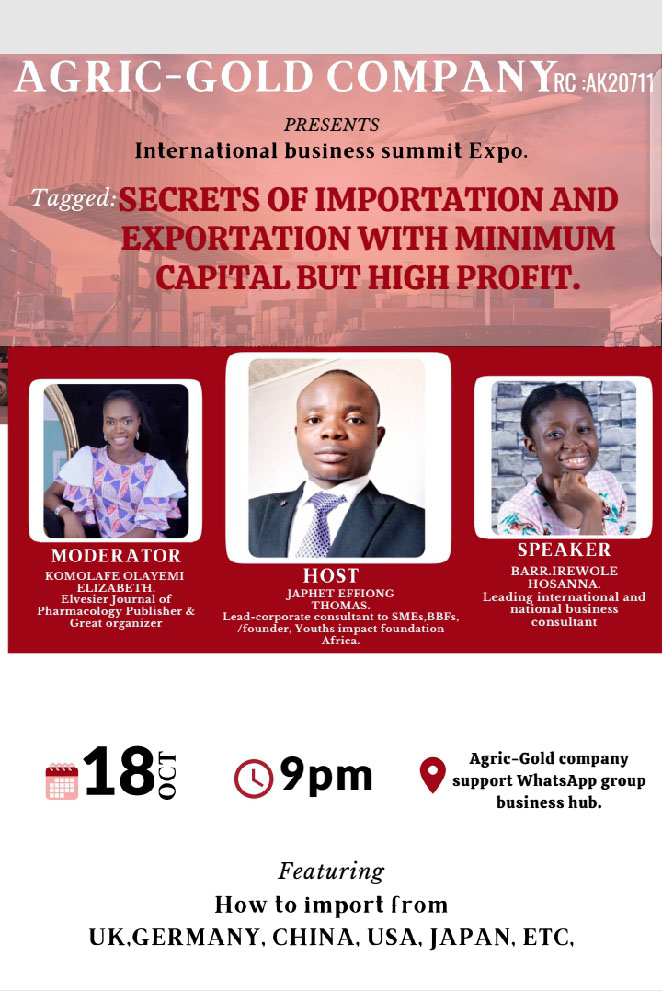 AGRIC-GOLD COMPANY RC :AK20711
PRESENTS
International business summit Expo.
Tagged: SECRETS OF IMPORTATION AND
EXPORTATION WITH MINIMUM
CAPITAL BUT HIGH PROFIT.
MODERATOR
KOMOLAFE OLAYEMI
ELIZABETH.
Elvesier Journal of
Pharmacology Publisher &
Great organizer
HOST
JAPHET EFFIONG
THOMAS.
Lead-corporate consultant to SMEs,BBFs,
/founder, Youths impact foundation
Africa.
SPEAKER
BARR.IREWOLE
HOSANNA.
Leading international and
national business
consultant
18 OCT
9pm
Agric-Gold company
support WhatsApp group
business hub.
Featuring
How to import from
UK,GERMANY, CHINA, USA, JAPAN, ETC,